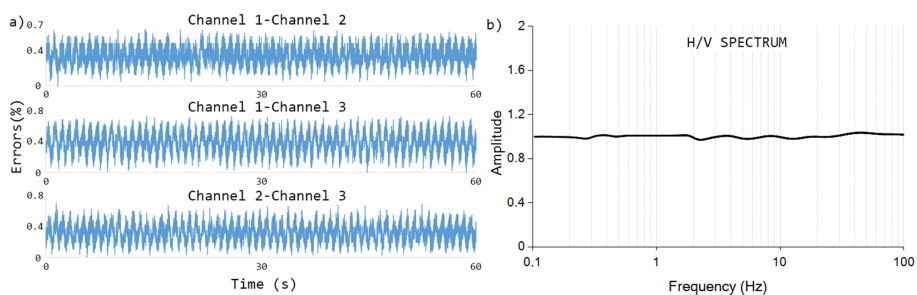 a)
Channel 1-Channel 2
0.7
0.4
0
0 30 60
Channel 1-Channel 3
0.8
0.4
0
0 30 60
Channel 2-Channel 3
0.8
0.4
0
0 30 60
Errors(%)
Time (s)
b)
H/V SPECTRUM
2
1.6
1.2
0.8
0.4
0
0.1 1 10 100
Amplitude
Frequency (Hz)